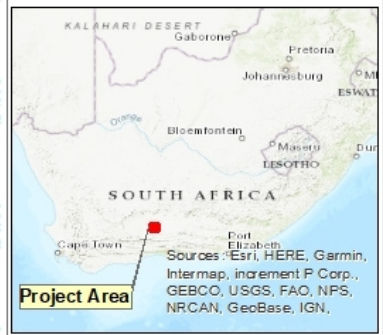 KALAHARI DESERT
Gaborone
Pretoria
Johannesburg
ESWAT
Orange
Bloemfontein
Maseru
LESOTHO
Dur
SOUTH AFRICA
Port
Elizabeth
Cape Town
Project Area
Sources: Esri, HERE, Garmin,
Intermap, increment P Corp.,
GEBCO, USGS, FAO, NPS,
NRCAN, GeoBase, IGN,